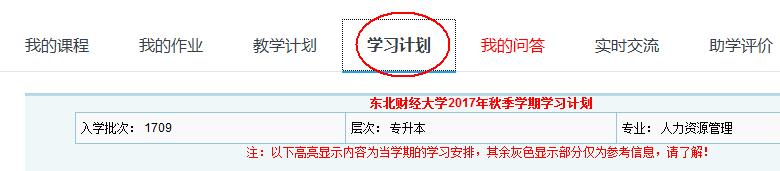 我的课程 我的作业 教学计划 学习计划 我的问答 实时交流 助学评价
东北财经大学2017年秋季学期学习计划
入学批次：1709 层次：专升本 专业：人力资源管理
注：以下高亮显示内容为当学期的学习安排，其余灰色显示部分仅为参考信息，请了解！